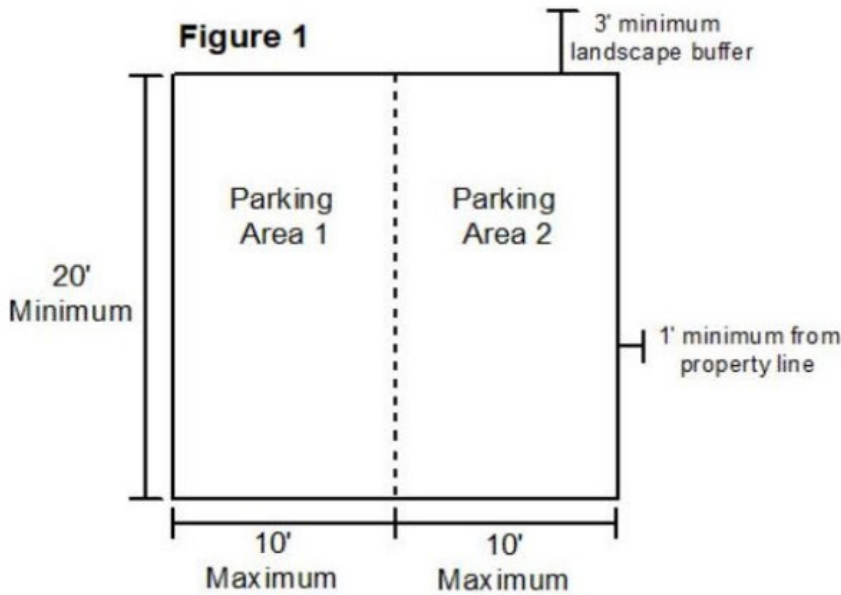 Figure 1
3' minimum
landscape buffer
Parking
Area 1
Parking
Area 2
20'
Minimum
1' minimum from
property line
10'
Maximum
10'
Maximum